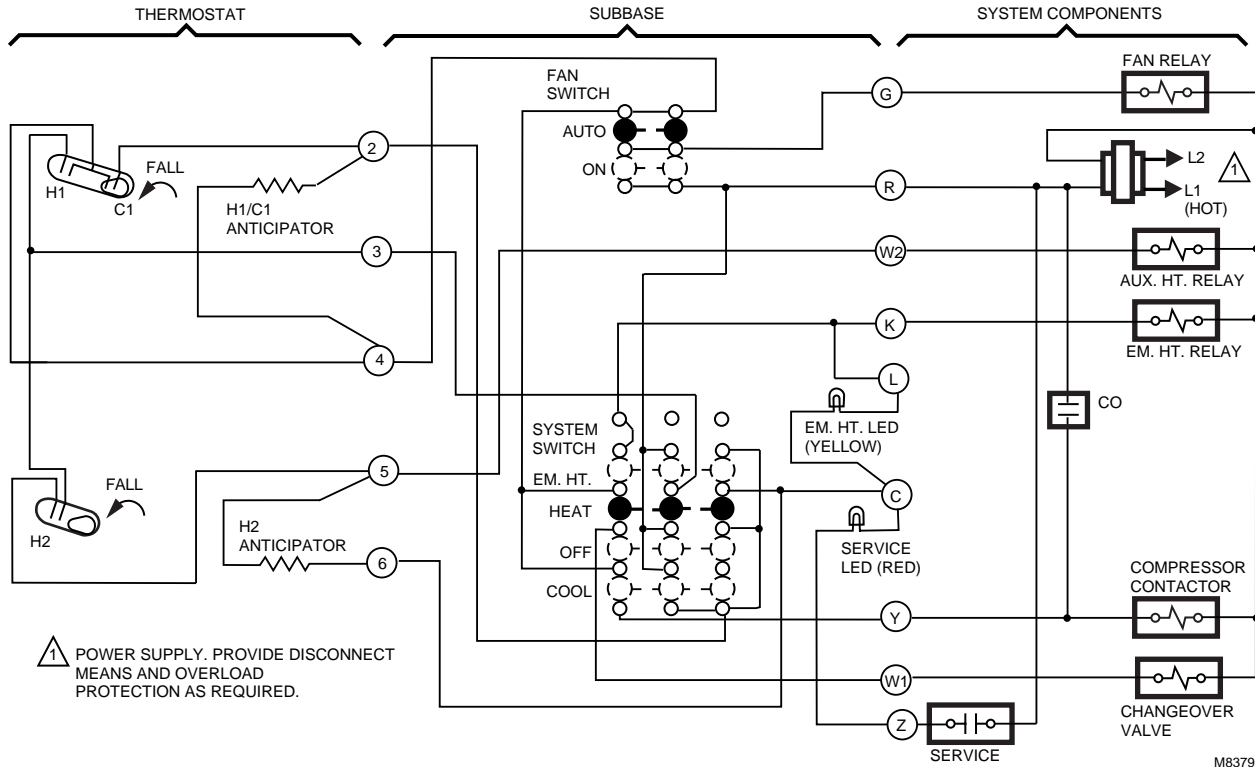 THERMOSTAT
SUBBASE
SYSTEM COMPONENTS
FAN
SWITCH
AUTO
ON
G
FAN RELAY
H1
C1
FALL
2
H1/C1
ANTICIPATOR
3
4
R
L2
L1
(HOT)
1
W2
AUX. HT. RELAY
K
EM. HT. RELAY
L
EM. HT. LED
(YELLOW)
CO
SYSTEM
SWITCH
EM. HT.
HEAT
OFF
COOL
C
SERVICE
LED (RED)
H2
FALL
5
H2
ANTICIPATOR
6
Y
COMPRESSOR
CONTACTOR
W1
CHANGEOVER
VALVE
Z
SERVICE
1
POWER SUPPLY. PROVIDE DISCONNECT
MEANS AND OVERLOAD
PROTECTION AS REQUIRED.
M8379